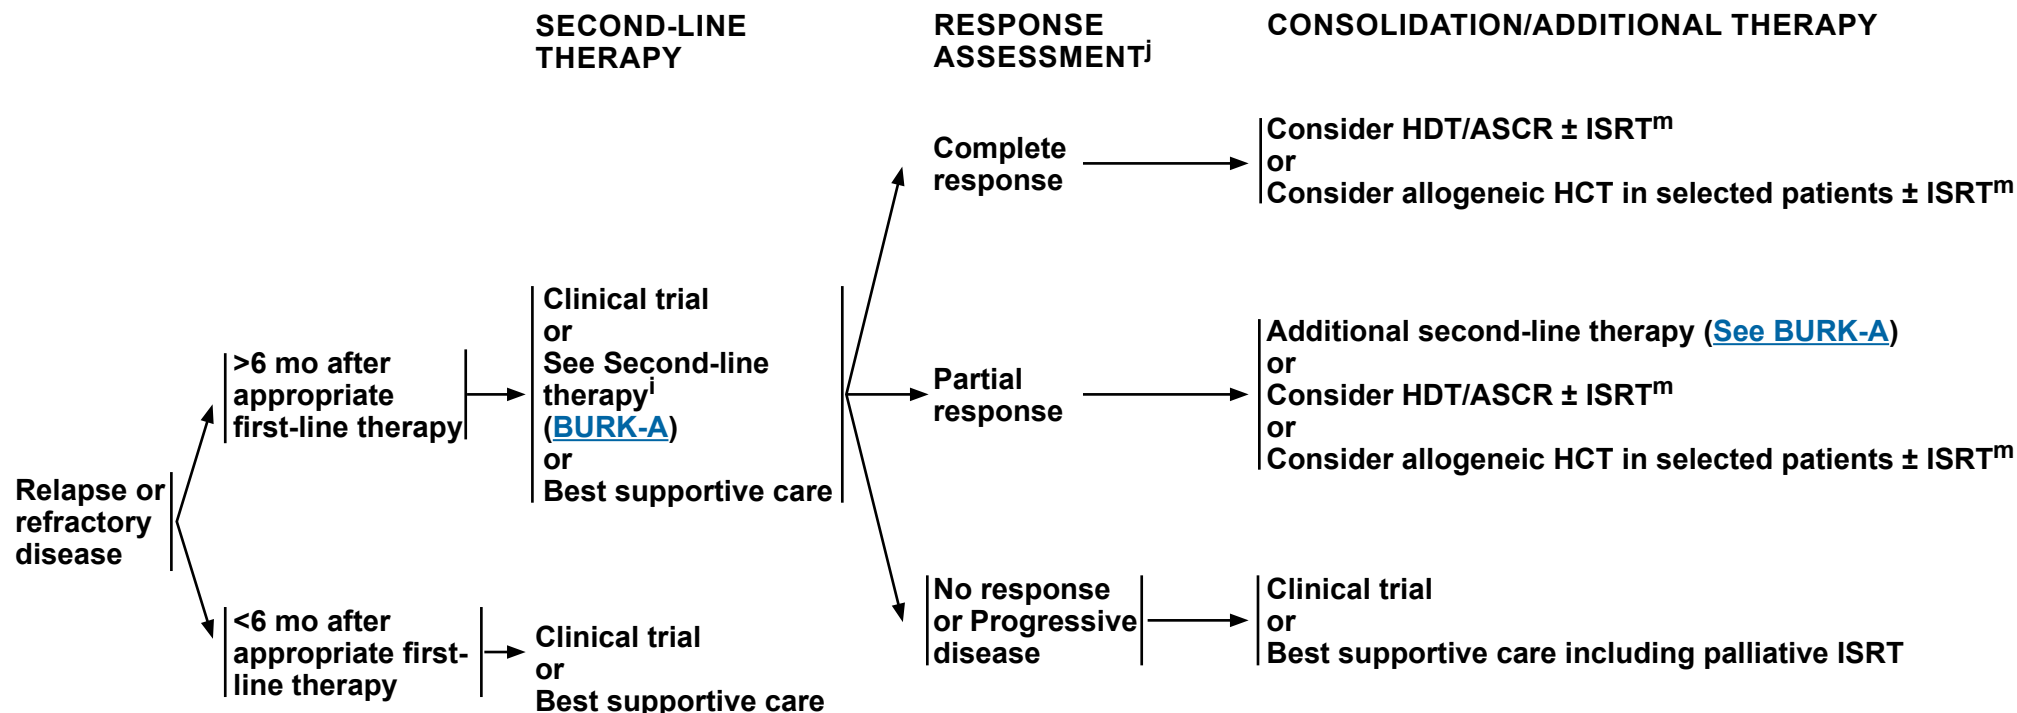 SECOND-LINE
THERAPY
RESPONSE
ASSESSMENTj
CONSOLIDATION/ADDITIONAL THERAPY
Relapse or
refractory
disease
>6 mo after
appropriate
first-line therapy
Clinical trial
or
See Second-line
therapyi
(BURK-A)
or
Best supportive care
<6 mo after
appropriate first-
line therapy
Clinical trial
or
Best supportive care
Complete
response
Consider HDT/ASCR ± ISRTm
or
Consider allogeneic HCT in selected patients ± ISRTm
Partial
response
Additional second-line therapy (See BURK-A)
or
Consider HDT/ASCR ± ISRTm
or
Consider allogeneic HCT in selected patients ± ISRTm
No response
or Progressive
disease
Clinical trial
or
Best supportive care including palliative ISRT